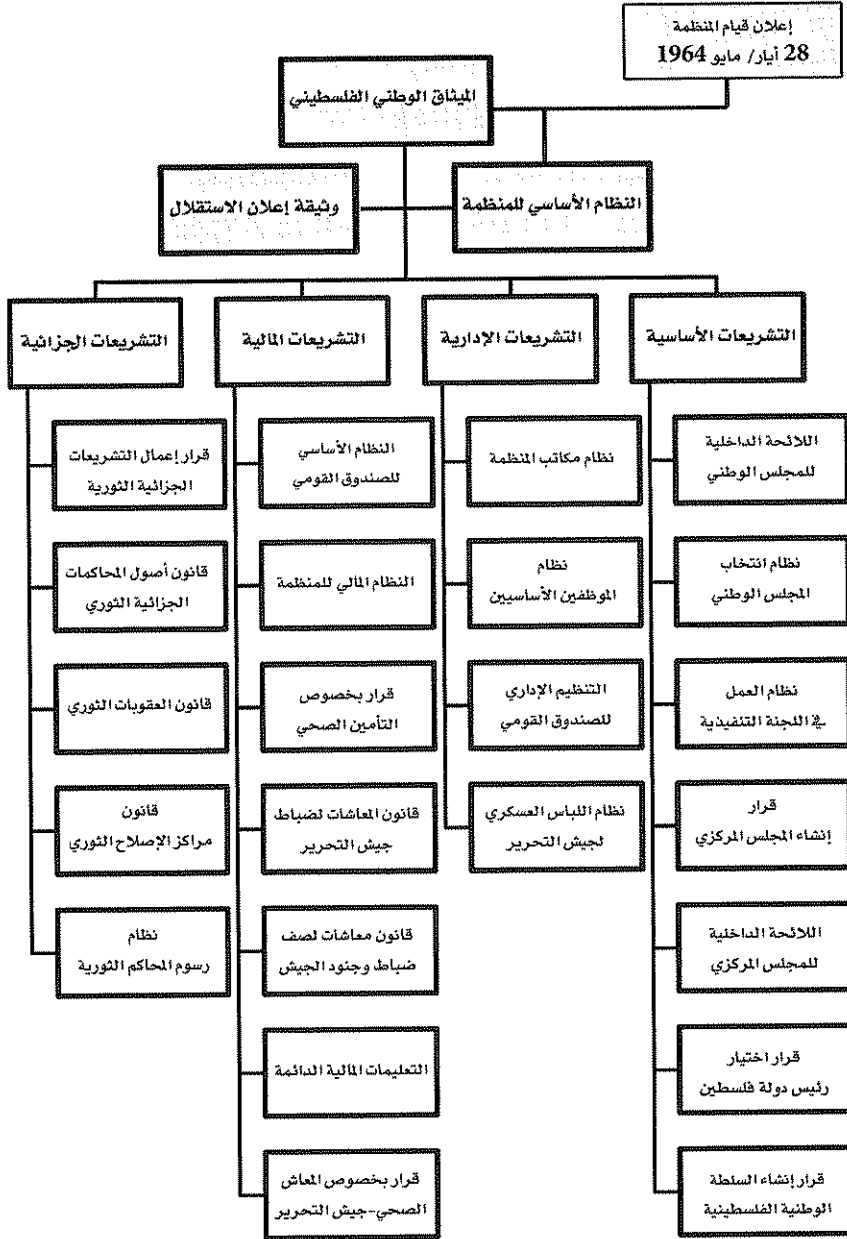 إعلان قيام المنظمة
28 أيار/ مايو 1964
الميثاق الوطني الفلسطيني
النظام الأساسي للمنظمة
وثيقة إعلان الاستقلال
التشريعات الأساسية
التشريعات الإدارية
التشريعات المالية
التشريعات الجزائية
اللائحة الداخلية
للمجلس الوطني
نظام انتخاب
المجلس الوطني
نظام العمل
في اللجنة التنفيذية
قرار
إنشاء المجلس المركزي
اللائحة الداخلية
للمجلس المركزي
قرار اختيار
رئيس دولة فلسطين
قرار إنشاء السلطة
الوطنية الفلسطينية
نظام مكاتب المنظمة
نظام
الموظفين الأساسيين
التنظيم الإداري
للصندوق القومي
نظام اللباس العسكري
لجيش التحرير
النظام الأساسي
للصندوق القومي
النظام المالي للمنظمة
قرار بخصوص
التأمين الصحي
قانون المعاشات لضباط
جيش التحرير
قانون معاشات لصف
ضباط وجنود الجيش
التعليمات المالية الدائمة
قرار بخصوص المعاش
الصحي-جيش التحرير
قرار إعمال التشريعات
الجزائية الثورية
قانون أصول المحاكمات
الجزائية الثوري
قانون العقوبات الثوري
قانون
مراكز الإصلاح الثوري
نظام
رسوم المحاكم الثورية